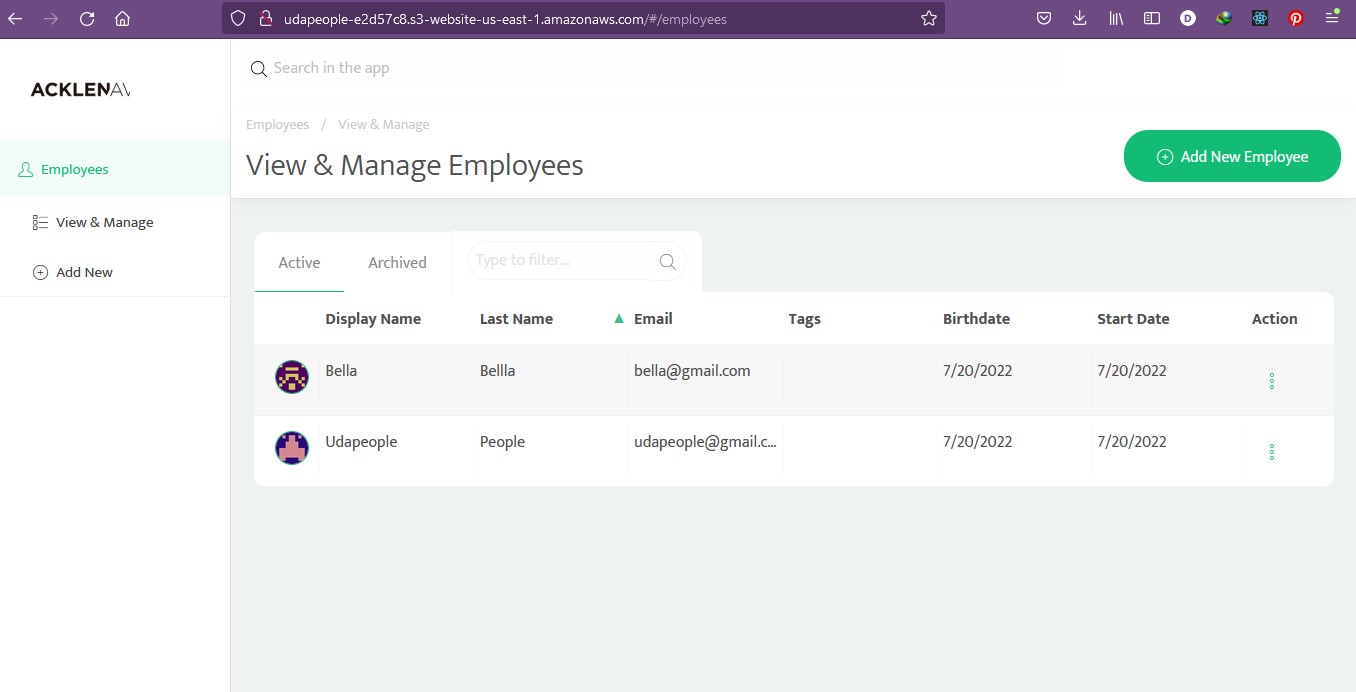 udapeople-e2d57c8.s3-website-us-east-1.amazonaws.com/#/employees
D
ACKLENAV
Search in the app
Employees / View & Manage
View & Manage Employees
Add New Employee
Employees
View & Manage
Add New
Active Archived Type to filter...
Display Name Last Name Email Tags Birthdate Start Date Action
Bella Bellla bella@gmail.com 7/20/2022 7/20/2022
Udapeople People udapeople@gmail.c... 7/20/2022 7/20/2022